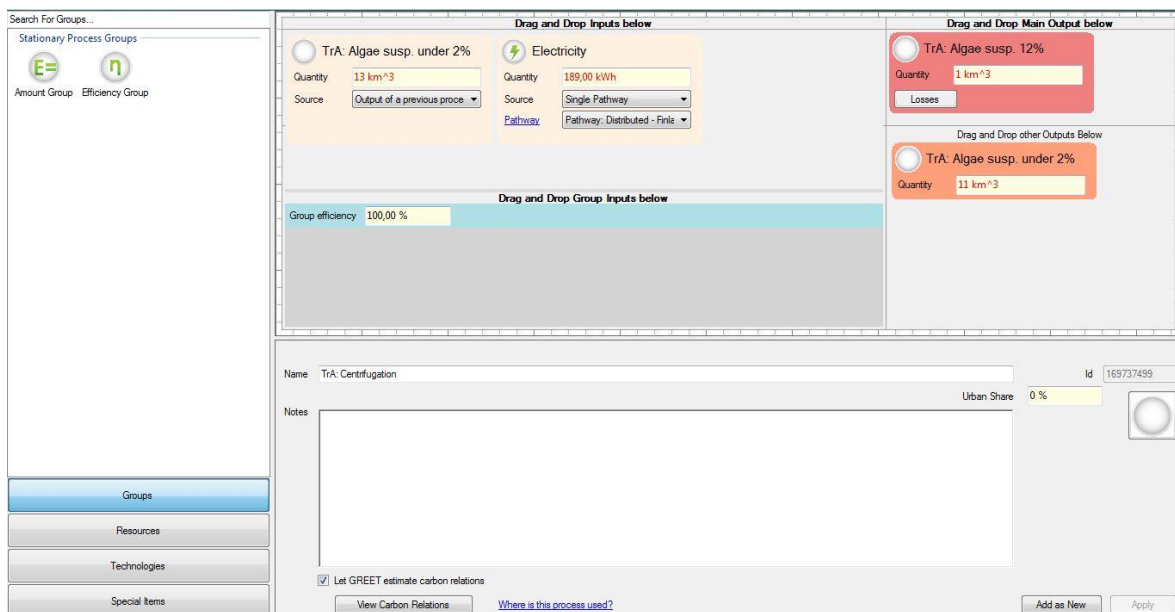 Search For Groups...
Stationary Process Groups
E=
η
Amount Group
Efficiency Group
Groups
Resources
Technologies
Special Items
Drag and Drop Inputs below
TrA: Algae susp. under 2%
Quantity 13 km^3
Source Output of a previous proce
Electricity
Quantity 189,00 kWh
Source Single Pathway
Pathway Pathway: Distributed - Finla
Drag and Drop Group Inputs below
Group efficiency 100,00 %
Drag and Drop Main Output below
TrA: Algae susp. 12%
Quantity 1 km^3
Losses
Drag and Drop other Outputs Below
TrA: Algae susp. under 2%
Quantity 11 km^3
Name TrA: Centrifugation
Id 169737499
Urban Share 0 %
Notes
Let GREET estimate carbon relations
View Carbon Relations
Where is this process used?
Add as New
Apply